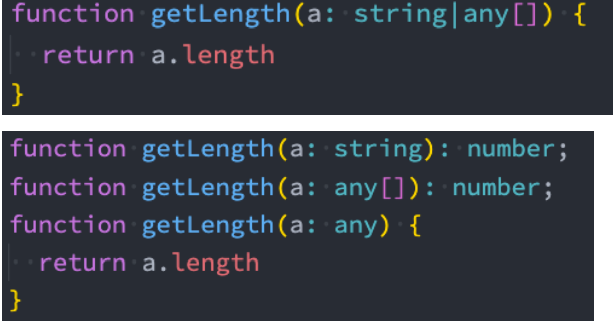 function getLength(a: string|any[]) {
  return a.length
}
function getLength(a: string): number;
function getLength(a: any[]): number;
function getLength(a: any) {
  return a.length
}